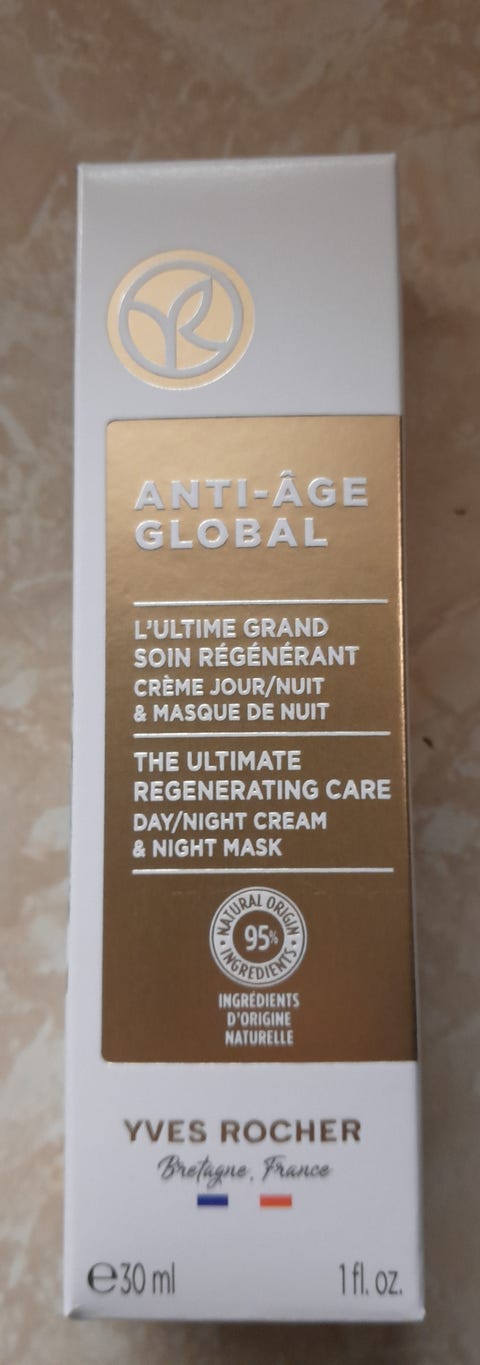 ANTI-ÂGE
GLOBAL
L'ULTIME GRAND
SOIN RÉGÉNÉRANT
CRÈME JOUR/NUIT
& MASQUE DE NUIT
THE ULTIMATE
REGENERATING CARE
DAY/NIGHT CREAM
& NIGHT MASK
NATURAL ORIGIN
95%
INGREDIENTS
INGRÉDIENTS
D'ORIGINE
NATURELLE
YVES ROCHER
Bretagne, France
e30 ml
1 fl. oz.